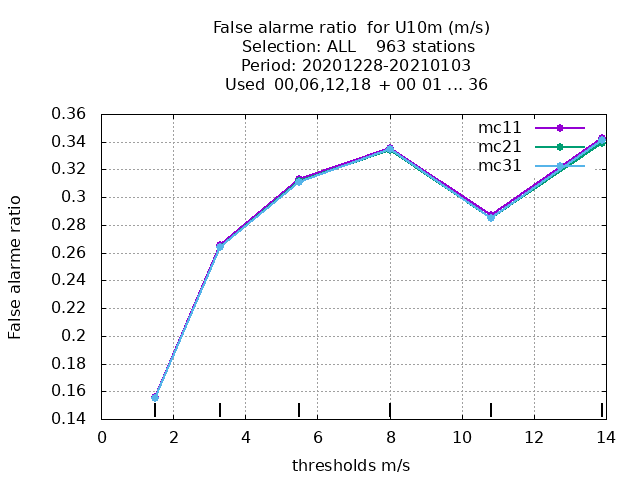 False alarme ratio  for U10m (m/s)
Selection: ALL    963 stations
Period: 20201228-20210103
Used  00,06,12,18  + 00 01 ... 36
mc11
mc21
mc31
False alarme ratio
0.36
0.34
0.32
0.3
0.28
0.26
0.24
0.22
0.2
0.18
0.16
0.14
0 2 4 6 8 10 12 14
thresholds m/s